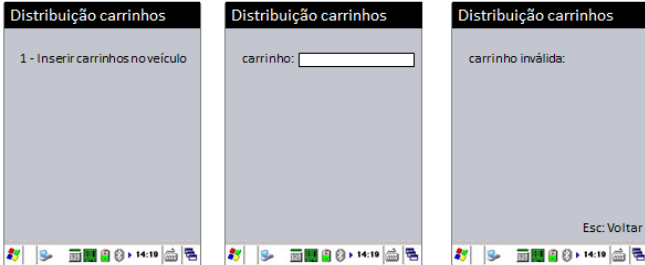 Distribuição carrinhos
1 - Inserir carrinhos no veículo
14:19
Distribuição carrinhos
carrinho:
14:19
Distribuição carrinhos
carrinho inválida:
Esc: Voltar
14:19